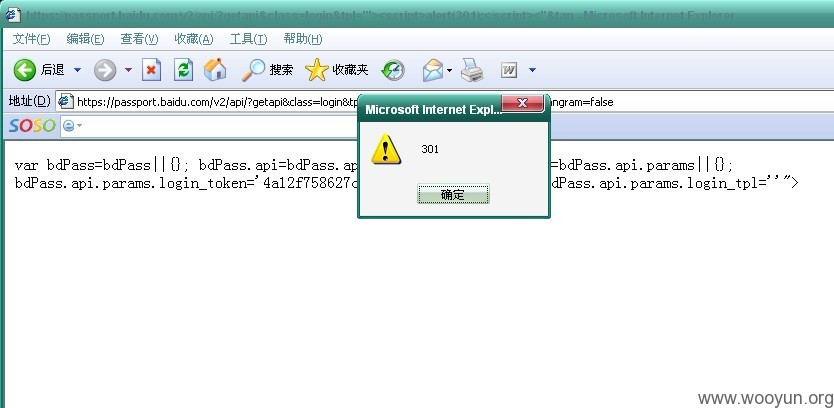 https://passport.baidu.com/v2/api/?getapi&class=login&tpl='"><script>alert(301);</script><"&tan - Microsoft Internet Explorer
文件(F) 编辑(E) 查看(V) 收藏(A) 工具(T) 帮助(H)
后退 搜索 收藏夹
地址(D) https://passport.baidu.com/v2/api/?getapi&class=login&tp
angram=false
SOSO
Microsoft Internet Expl...
301
确定
var bdPass=bdPass||{}; bdPass.api=bdPass.ap
=bdPass.api.params||{};
bdPass.api.params.login_token='4a12f758627c
dPass.api.params.login_tpl=''">
www.wooyun.org